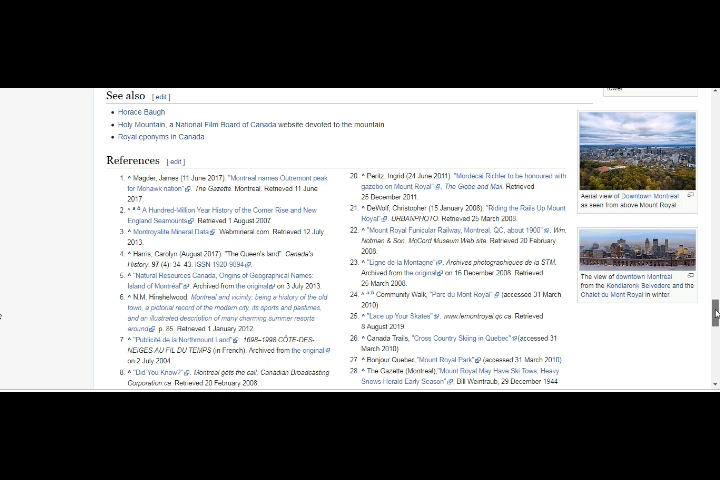 tower
See also [ edit ]
• Horace Baugh
• Holy Mountain, a National Film Board of Canada website devoted to the mountain
• Royal eponyms in Canada
References [ edit ]
1. ^ Magder, James (11 June 2017). "Montreal names Outremont peak
for Mohawk nation". The Gazette. Montreal. Retrieved 11 June
2017.
2. ^ a b A Hundred-Million Year History of the Corner Rise and New
England Seamounts. Retrieved 1 August 2007
3. ^ Montroyalite Mineral Data. Webmineral.com. Retrieved 12 July
2013.
4. ^ Harris, Carolyn (August 2017). "The Queen's land". Canada's
History. 97 (4): 34–43. ISSN 1920-9894.
5. ^ "Natural Resources Canada, Origins of Geographical Names:
Island of Montréal". Archived from the original on 3 July 2013.
6. ^ N.M. Hinshelwood. Montreal and vicinity: being a history of the old
town, a pictorial record of the modern city, its sports and pastimes,
and an illustrated description of many charming summer resorts
around. p. 85. Retrieved 1 January 2012.
7. ^ "Publicité de la Northmount Land". 1698–1998 CÔTE-DES-
NEIGES AU FIL DU TEMPS (in French). Archived from the original
on 2 July 2004.
8. ^ "Did You Know?". Montreal gets the call. Canadian Broadcasting
Corporation.ca. Retrieved 20 February 2008.
20. ^ Peritz, Ingrid (24 June 2011). "Mordecai Richler to be honoured with
gazebo on Mount Royal". The Globe and Mail. Retrieved
25 December 2011.
21. ^ DeWolf, Christopher (15 January 2008). "Riding the Rails Up Mount
Royal". URBANPHOTO. Retrieved 25 March 2008.
22. ^ "Mount Royal Funicular Railway, Montreal, QC, about 1900". Wm.
Notman & Son. McCord Museum Web site. Retrieved 20 February
2008.
23. ^ "Ligne de la Montagne". Archives photographiques de la STM.
Archived from the original on 16 December 2008. Retrieved
25 March 2008.
24. ^ a b Community Walk, "Parc du Mont Royal" (accessed 31 March
2010)
25. ^ "Lace up Your Skates". www.lemontroyal.qc.ca. Retrieved
8 August 2019.
26. ^ Canada Trails, "Cross Country Skiing in Quebec" (accessed 31
March 2010)
27. ^ Bonjour Quebec, "Mount Royal Park" (accessed 31 March 2010)
28. ^ The Gazette (Montreal), "Mount Royal May Have Ski Tows, Heavy
Snows Herald Early Season", Bill Weintraub, 29 December 1944
Aerial view of Downtown Montreal
as seen from above Mount Royal.
The view of downtown Montreal
from the Kondiaronk Belvedere and the
Chalet du Mont Royal in winter.